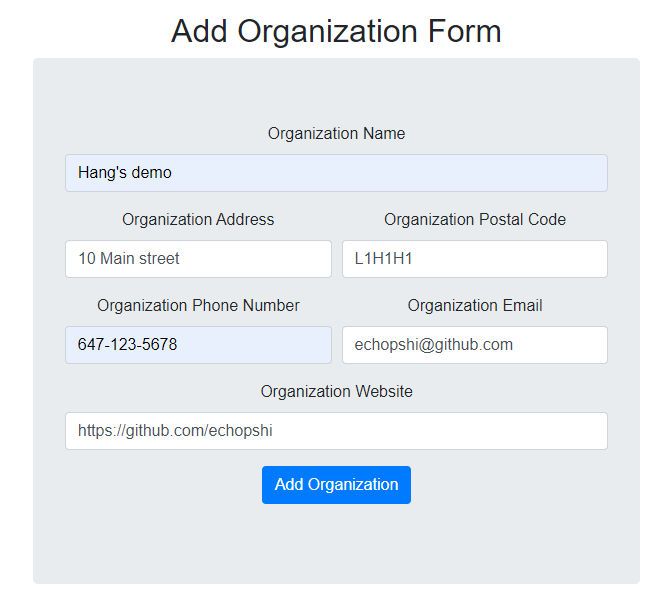 Add Organization Form
Organization Name
Hang's demo
Organization Address Organization Postal Code
10 Main street L1H1H1
Organization Phone Number Organization Email
647-123-5678 echopshi@github.com
Organization Website
https://github.com/echopshi
Add Organization